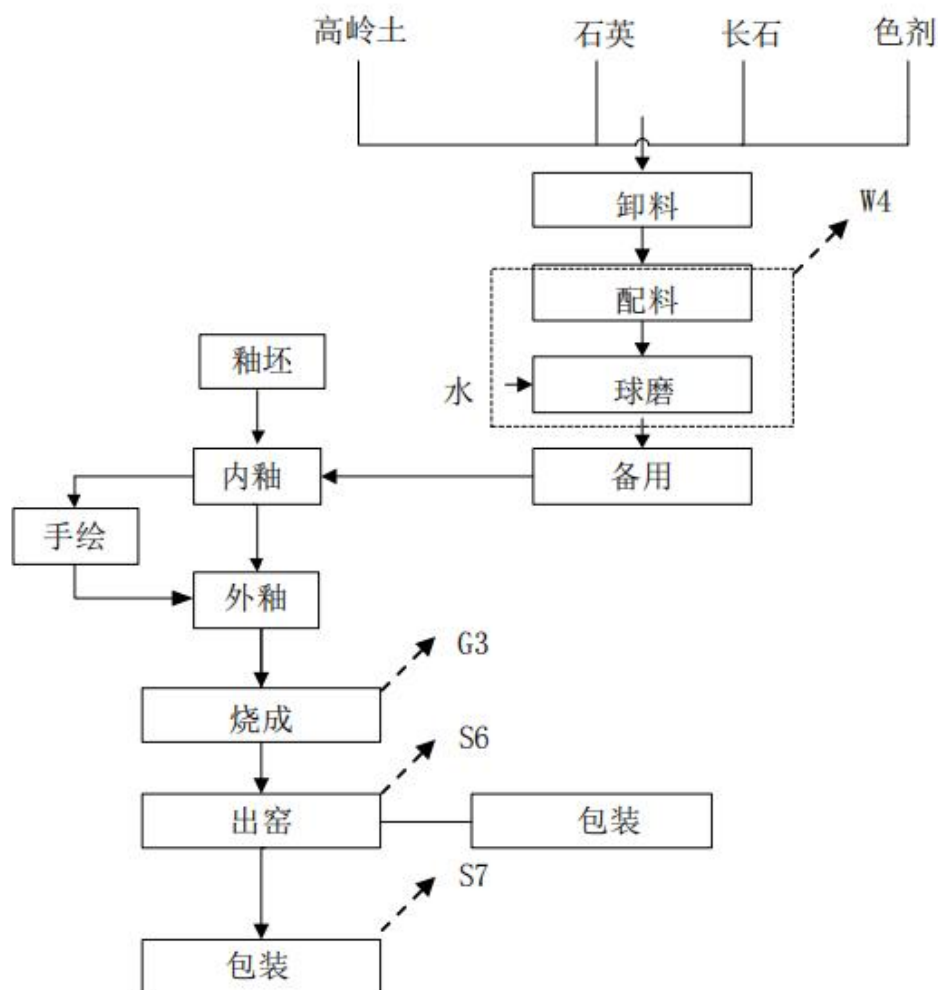 高岭土 石英 长石 色剂
卸料
W4
配料
釉坯
水 球磨
内釉 备用
手绘
外釉
G3
烧成
S6
出窑 包装
S7
包装